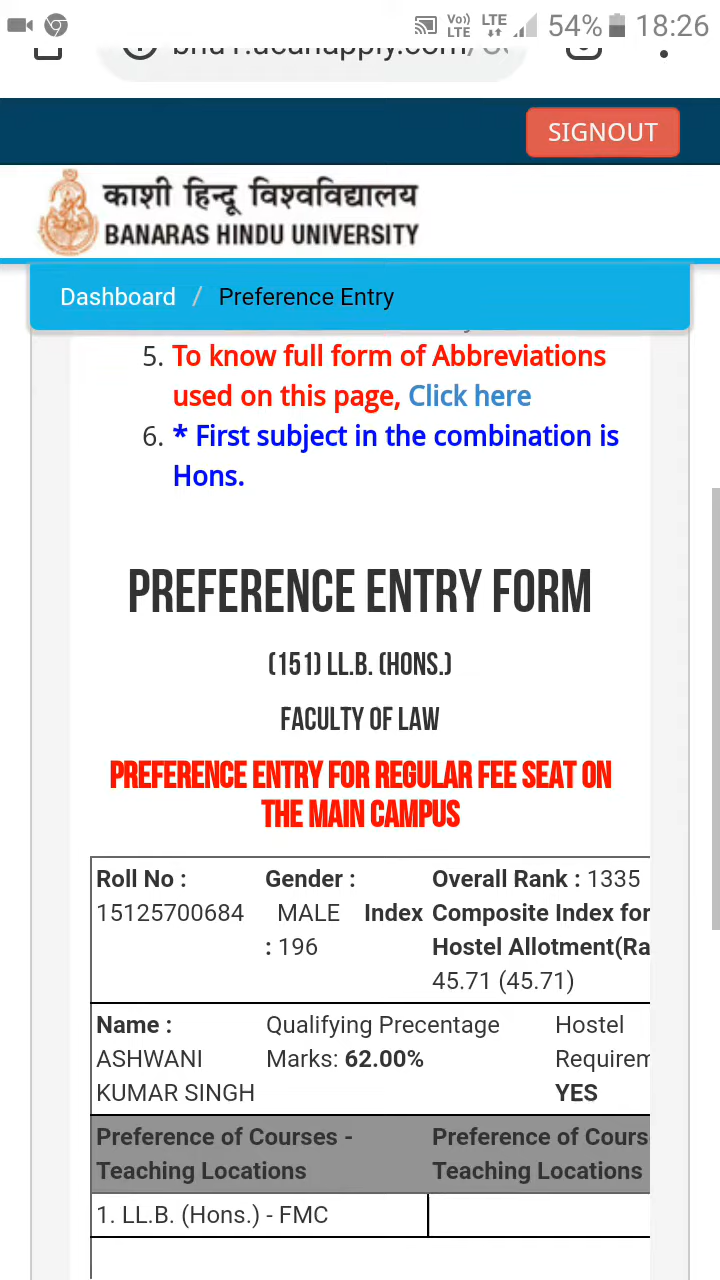 Vo)) LTE LTE 54% 18:26
SIGNOUT
काशी हिन्दू विश्वविद्यालय
BANARAS HINDU UNIVERSITY
Dashboard / Preference Entry
5. To know full form of Abbreviations
used on this page, Click here
6. * First subject in the combination is
Hons.
PREFERENCE ENTRY FORM
(151) LL.B. (HONS.)
FACULTY OF LAW
PREFERENCE ENTRY FOR REGULAR FEE SEAT ON
THE MAIN CAMPUS
Roll No : Gender : Overall Rank : 1335
15125700684 MALE Index Composite Index for
: 196 Hostel Allotment(Ra
45.71 (45.71)
Name : Qualifying Precentage Hostel
ASHWANI Marks: 62.00% Requirem
KUMAR SINGH YES
Preference of Courses - Preference of Cours
Teaching Locations Teaching Locations
1. LL.B. (Hons.) - FMC